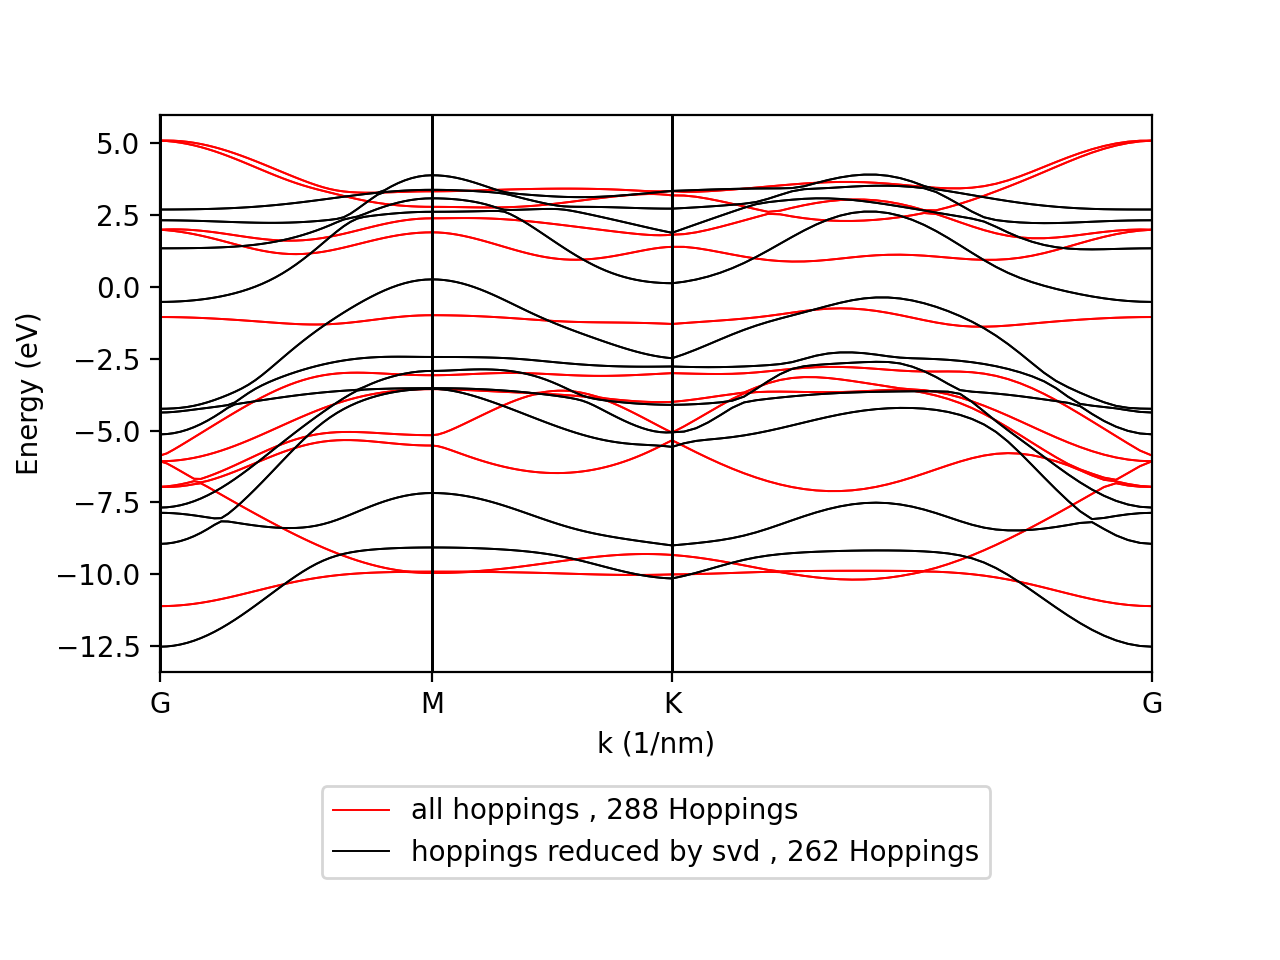 5.0
2.5
0.0
−2.5
−5.0
−7.5
−10.0
−12.5
Energy (eV)
G M K G
k (1/nm)
all hoppings , 288 Hoppings
hoppings reduced by svd , 262 Hoppings